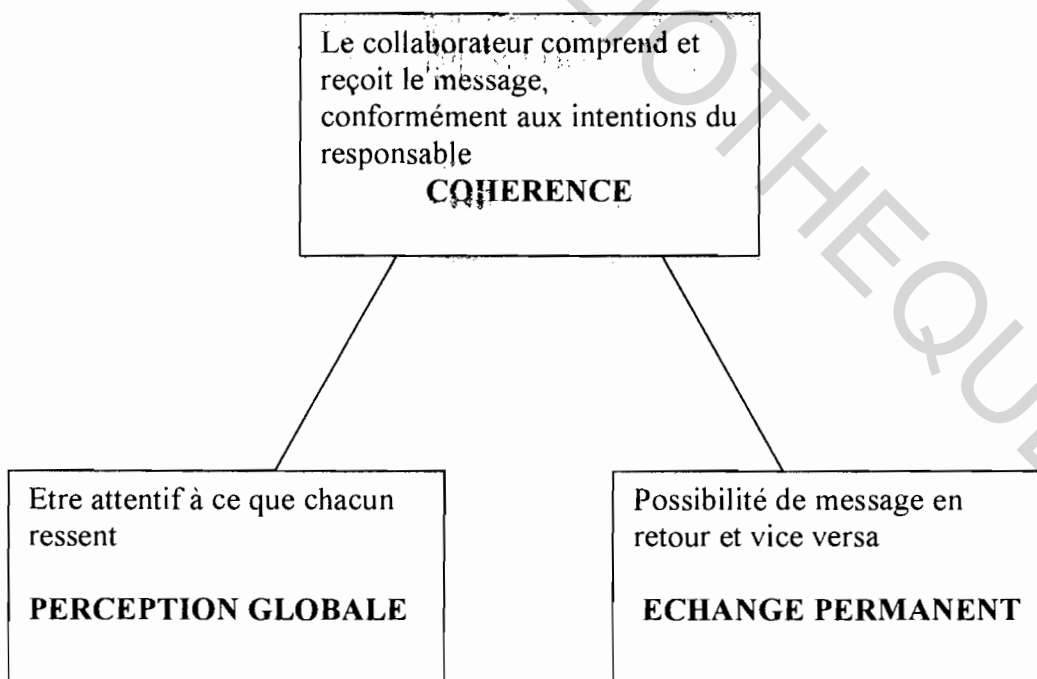 Le collaborateur comprend et
reçoit le message,
conformément aux intentions du
responsable
COHERENCE
Etre attentif à ce que chacun
ressent
PERCEPTION GLOBALE
Possibilité de message en
retour et vice versa
ECHANGE PERMANENT